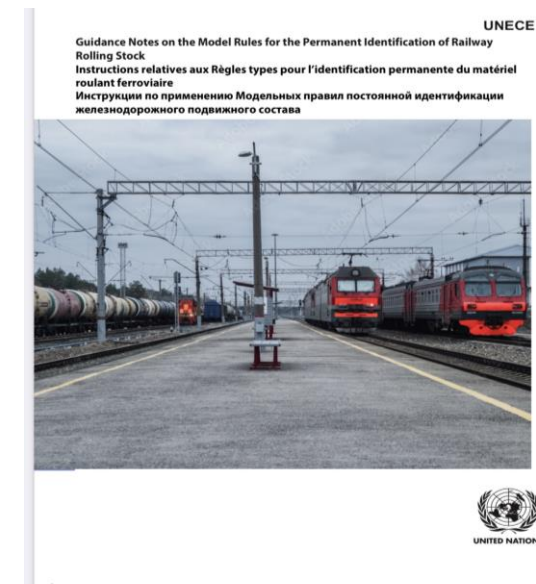 UNECE
Guidance Notes on the Model Rules for the Permanent Identification of Railway
Rolling Stock
Instructions relatives aux Règles types pour l’identification permanente du matériel
roulant ferroviaire
Инструкции по применению Модельных правил постоянной идентификации
железнодорожного подвижного состава
UNITED NATION